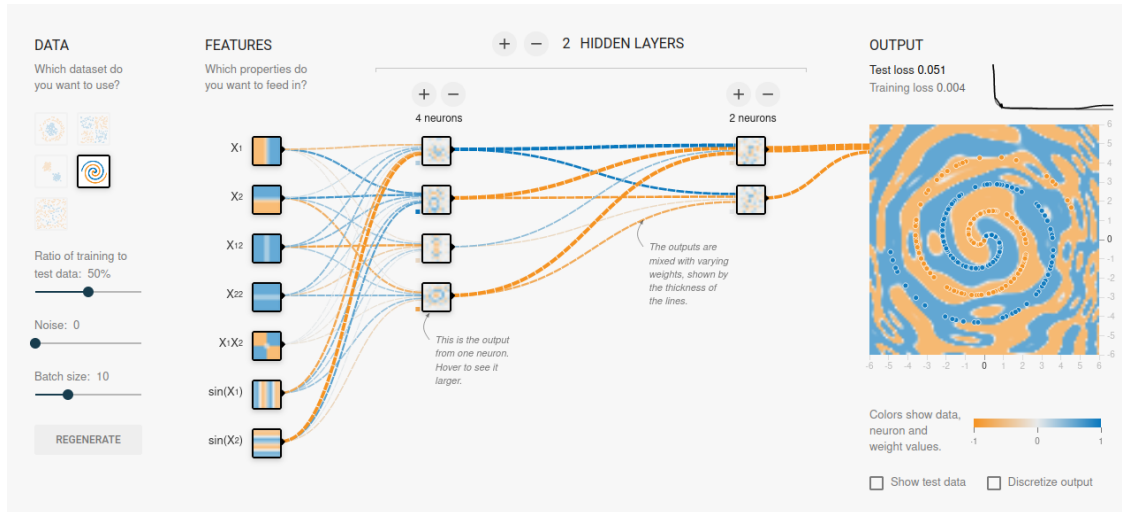 DATA
Which dataset do
you want to use?
Ratio of training to
test data: 50%
Noise: 0
Batch size: 10
REGENERATE
FEATURES
Which properties do
you want to feed in?
X1
X2
X12
X22
X1X2
sin(X1)
sin(X2)
+ − 2 HIDDEN LAYERS
+ −
4 neurons
+ −
2 neurons
This is the output
from one neuron.
Hover to see it
larger.
The outputs are
mixed with varying
weights, shown by
the thickness of
the lines.
OUTPUT
Test loss 0.051
Training loss 0.004
6
5
4
3
2
1
0
-1
-2
-3
-4
-5
-6
-6 -5 -4 -3 -2 -1 0 1 2 3 4 5 6
Colors show data,
neuron and
weight values.
-1 0 1
Show test data
Discretize output